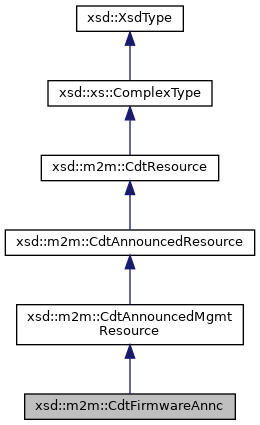 xsd::XsdType
xsd::xs::ComplexType
xsd::m2m::CdtResource
xsd::m2m::CdtAnnouncedResource
xsd::m2m::CdtAnnouncedMgmt
Resource
xsd::m2m::CdtFirmwareAnnc